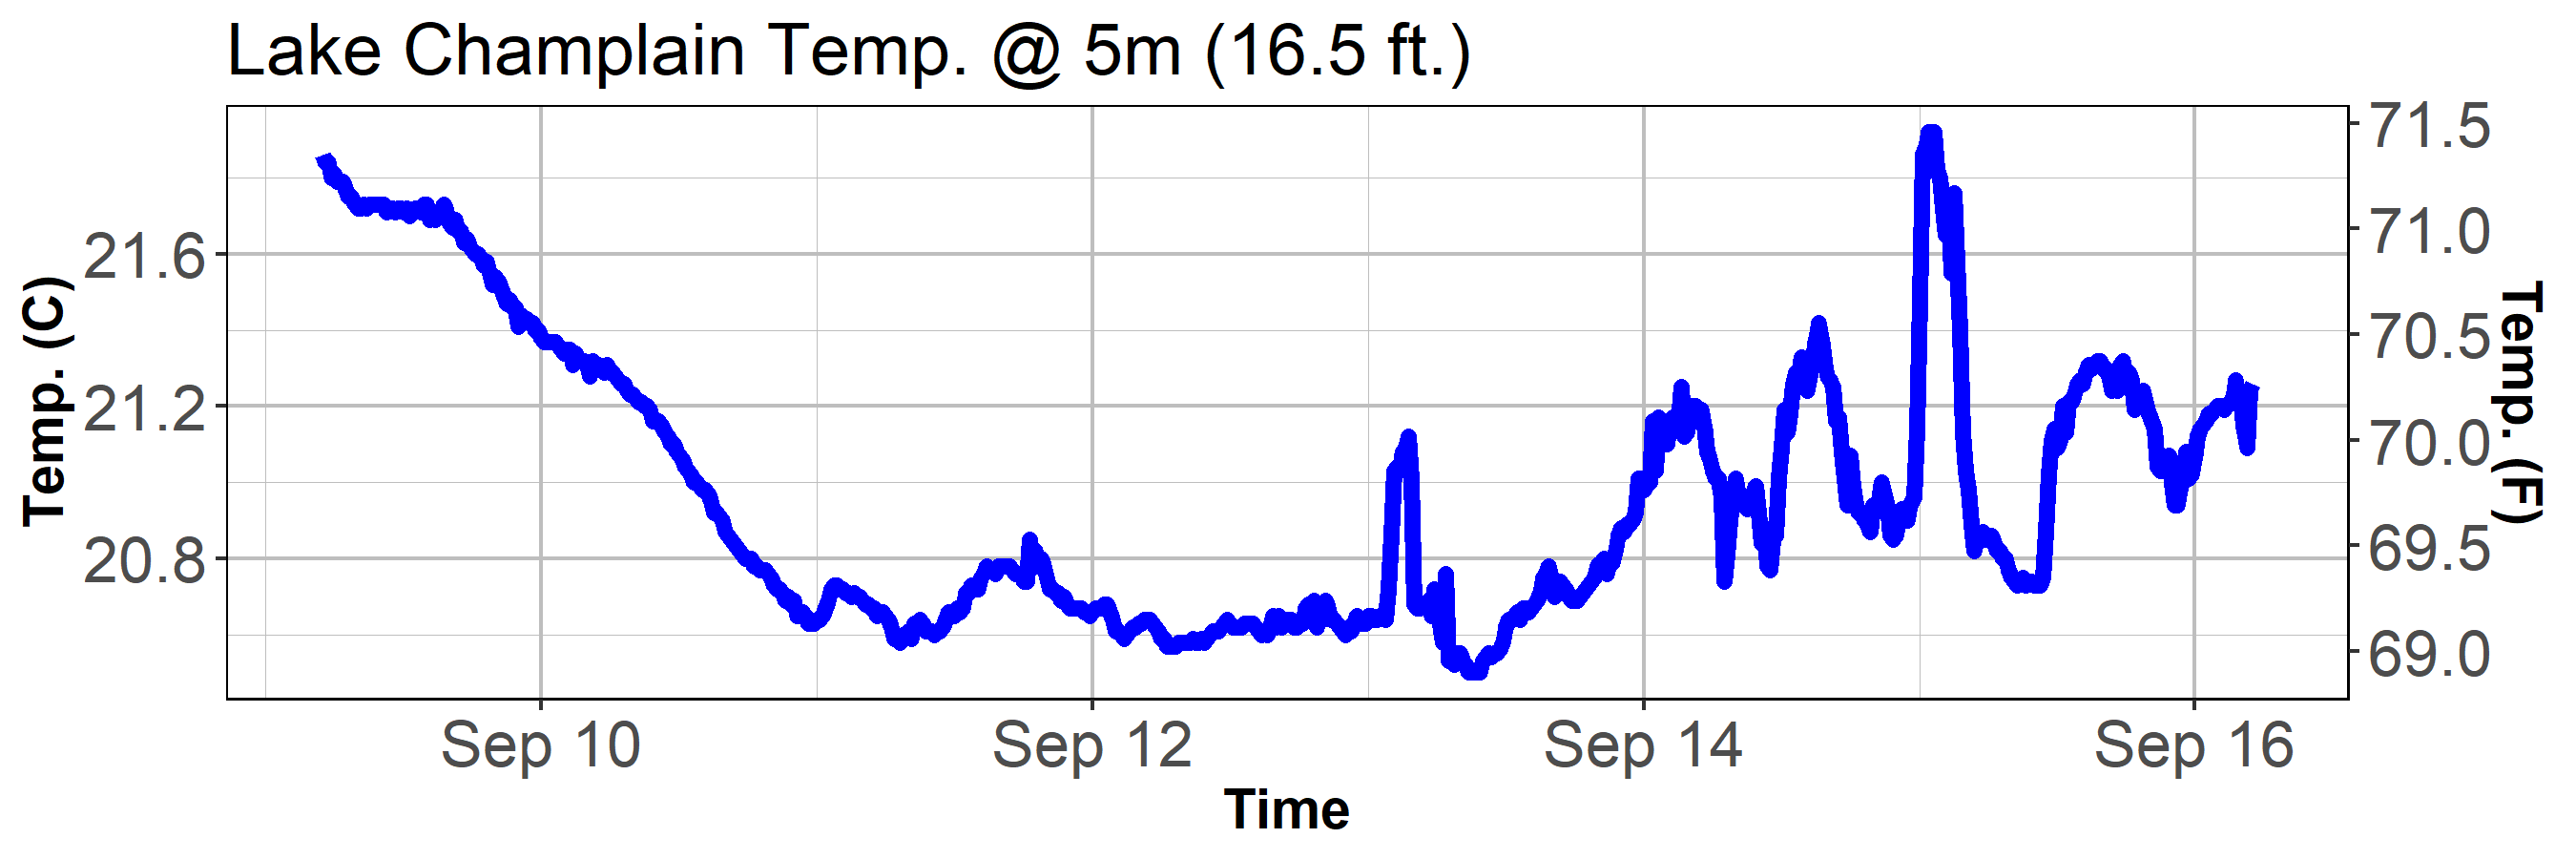 Lake Champlain Temp. @ 5m (16.5 ft.)
Temp. (C)
21.6
21.2
20.8
71.5
71.0
70.5
70.0
69.5
69.0
Temp. (F)
Sep 10 Sep 12 Sep 14 Sep 16
Time